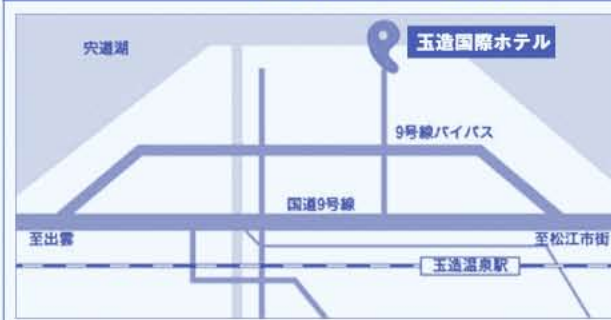 宍道湖
玉造国際ホテル
9号線バイパス
国道9号線
至出雲
至松江市街
玉造温泉駅